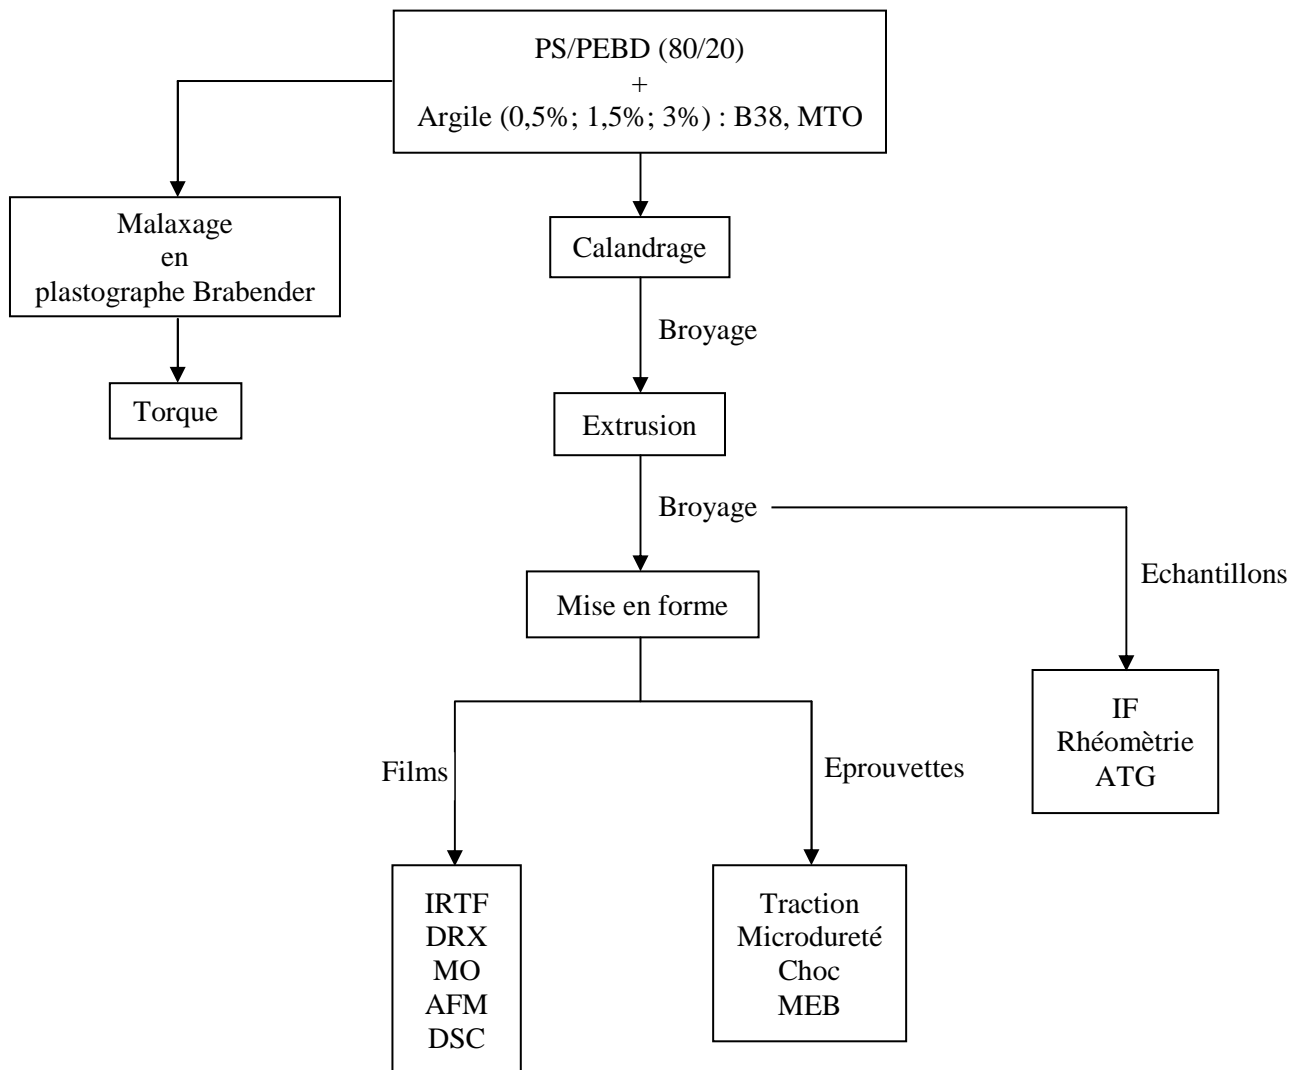 PS/PEBD (80/20)
+
Argile (0,5%; 1,5%; 3%) : B38, MTO
Malaxage
en
plastographe Brabender
Torque
Calandrage
Broyage
Extrusion
Broyage
Echantillons
Mise en forme
IF
Rhéomètrie
ATG
Films
Eprouvettes
IRTF
DRX
MO
AFM
DSC
Traction
Microdureté
Choc
MEB